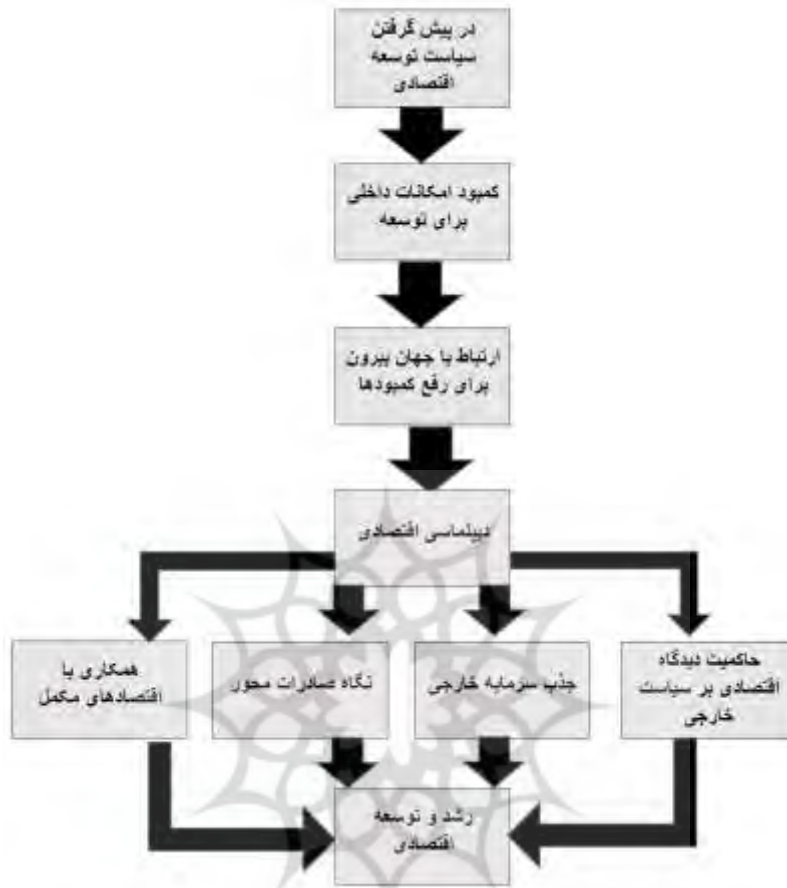 در پیش گرفتن
سیاست توسعه
اقتصادی
کمبود امکانات داخلی
برای توسعه
ارتباط با جهان بیرون
برای رفع کمبودها
دیپلماسی اقتصادی
حاکمیت دیدگاه
اقتصادی بر سیاست
خارجی
جذب سرمایه خارجی
نگاه صادرات محور
همکاری با
اقتصادهای مکمل
رشد و توسعه
اقتصادی